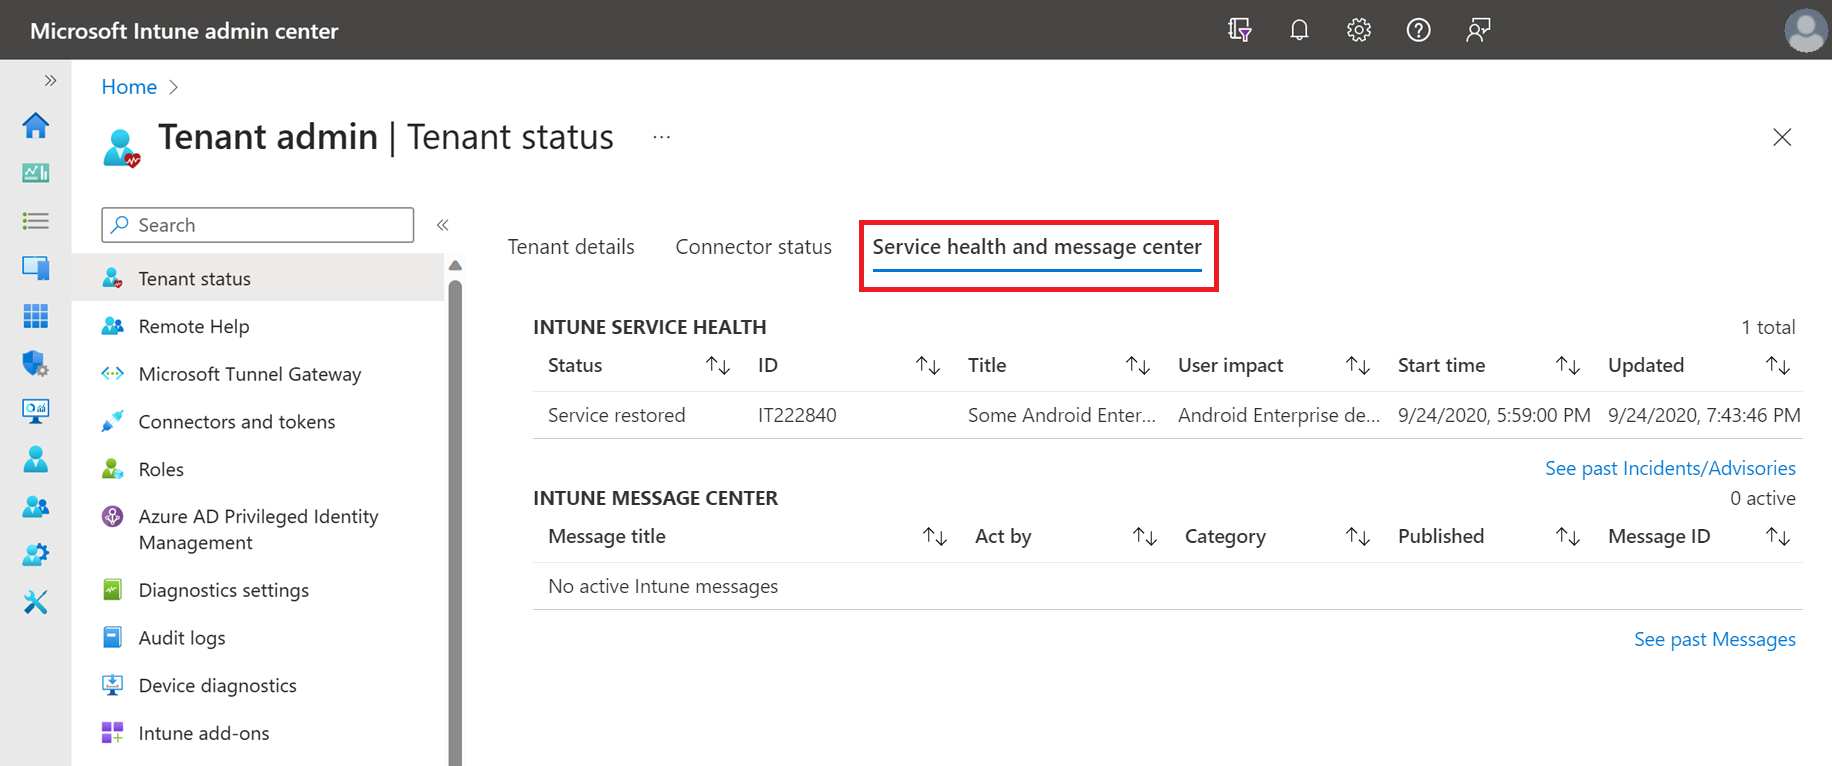 Microsoft Intune admin center
Home
Tenant admin | Tenant status ...
Search
Tenant status
Remote Help
Microsoft Tunnel Gateway
Connectors and tokens
Roles
Azure AD Privileged Identity
Management
Diagnostics settings
Audit logs
Device diagnostics
Intune add-ons
Tenant details Connector status Service health and message center
INTUNE SERVICE HEALTH 1 total
Status ID Title User impact Start time Updated
Service restored IT222840 Some Android Enter... Android Enterprise de... 9/24/2020, 5:59:00 PM 9/24/2020, 7:43:46 PM
See past Incidents/Advisories
INTUNE MESSAGE CENTER 0 active
Message title Act by Category Published Message ID
No active Intune messages
See past Messages